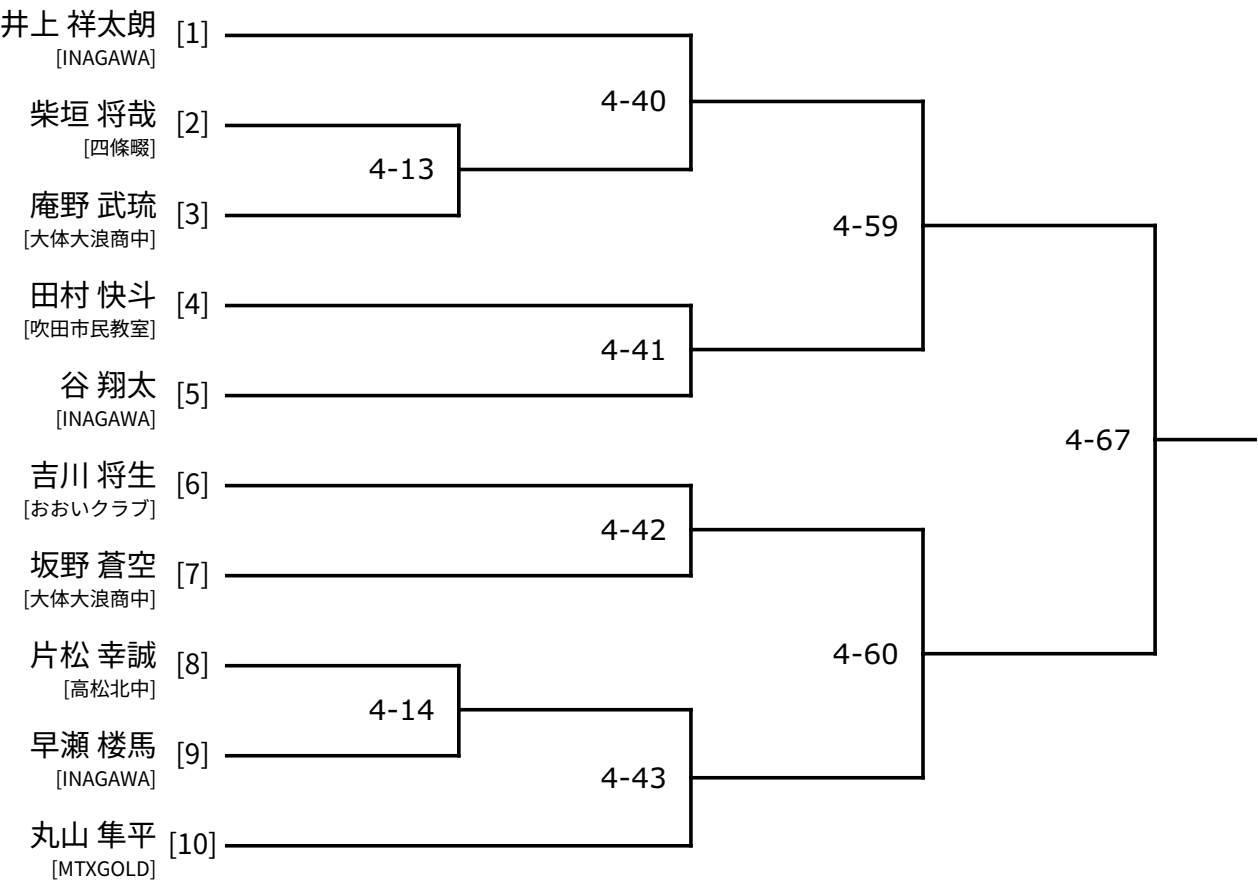 井上 祥太朗 [1]
[INAGAWA]
4-40
柴垣 将哉 [2]
[四條畷]
4-13
庵野 武琉 [3]
[大体大浪商中]
4-59
田村 快斗 [4]
[吹田市民教室]
4-41
谷 翔太 [5]
[INAGAWA]
4-67
吉川 将生 [6]
[おおいクラブ]
4-42
坂野 蒼空 [7]
[大体大浪商中]
片松 幸誠 [8]
[高松北中]
4-60
4-14
早瀬 楼馬 [9]
[INAGAWA]
4-43
丸山 隼平 [10]
[MTXGOLD]